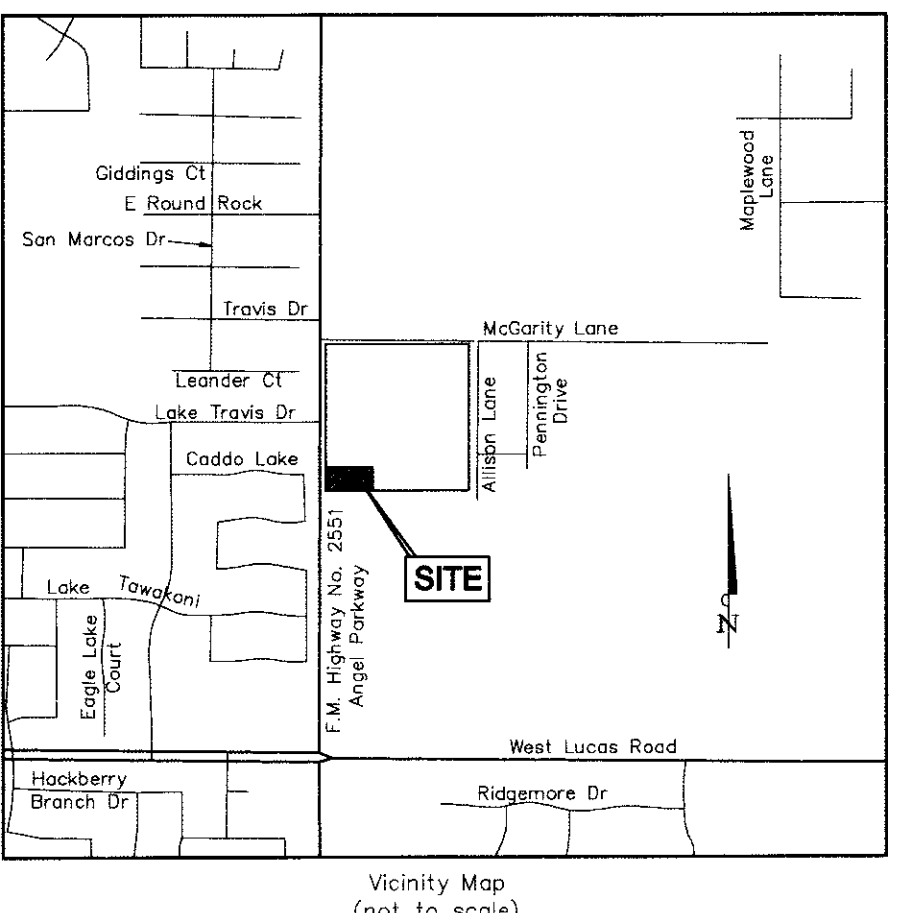 Giddings Ct
E Round Rock
San Marcos Dr
Travis Dr
Leander Ct
Lake Travis Dr
Caddo Lake
Maplewood
Lane
McGarity Lane
Allison Lane
Pennington
Drive
SITE
F.M. Highway No. 2551
Angel Parkway
Lake Tawakoni
Eagle Lake
Court
N
West Lucas Road
Hackberry
Branch Dr
Ridgemore Dr
Vicinity Map
(not to scale)